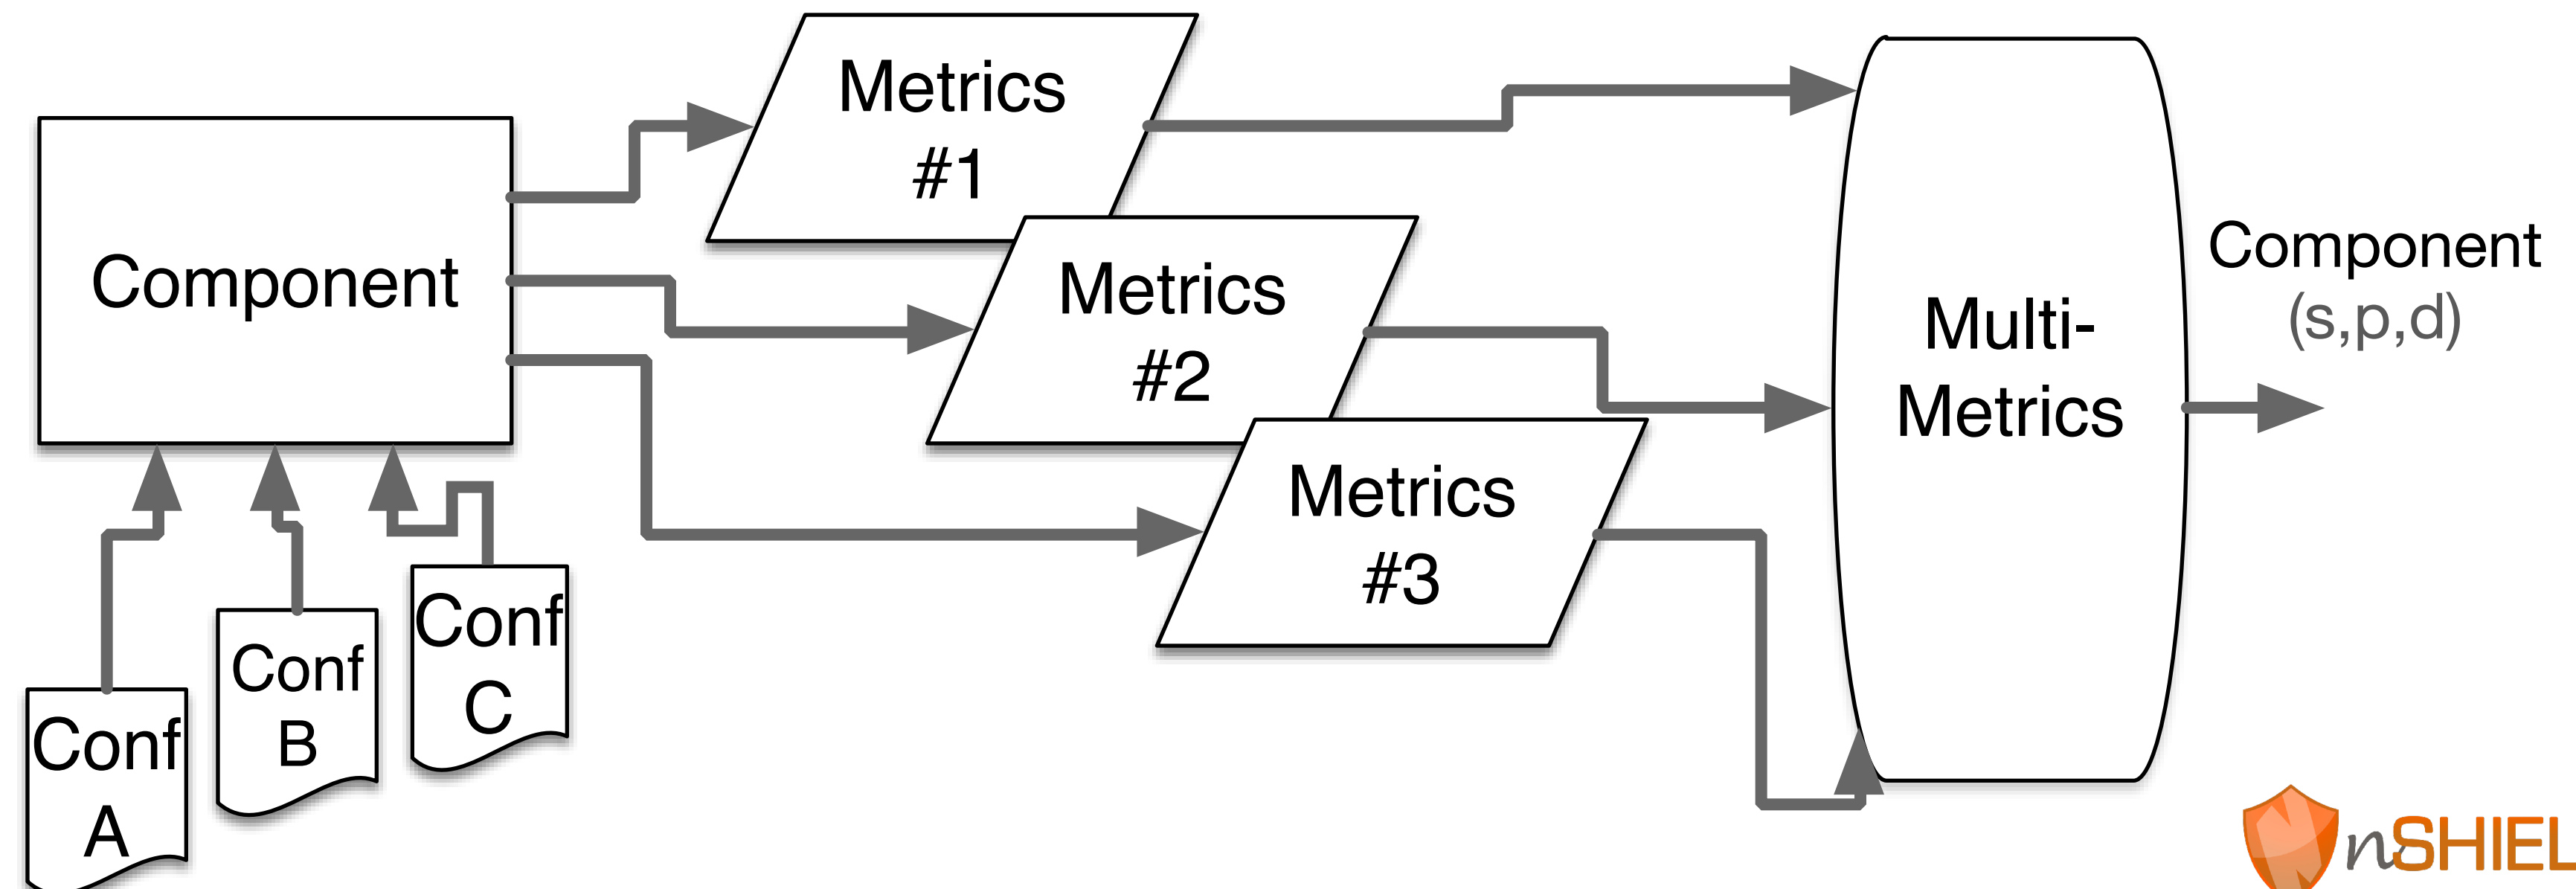 Component
Conf
A
Conf
B
Conf
C
Metrics
#1
Metrics
#2
Metrics
#3
Multi-
Metrics
Component
(s,p,d)
nSHIEL